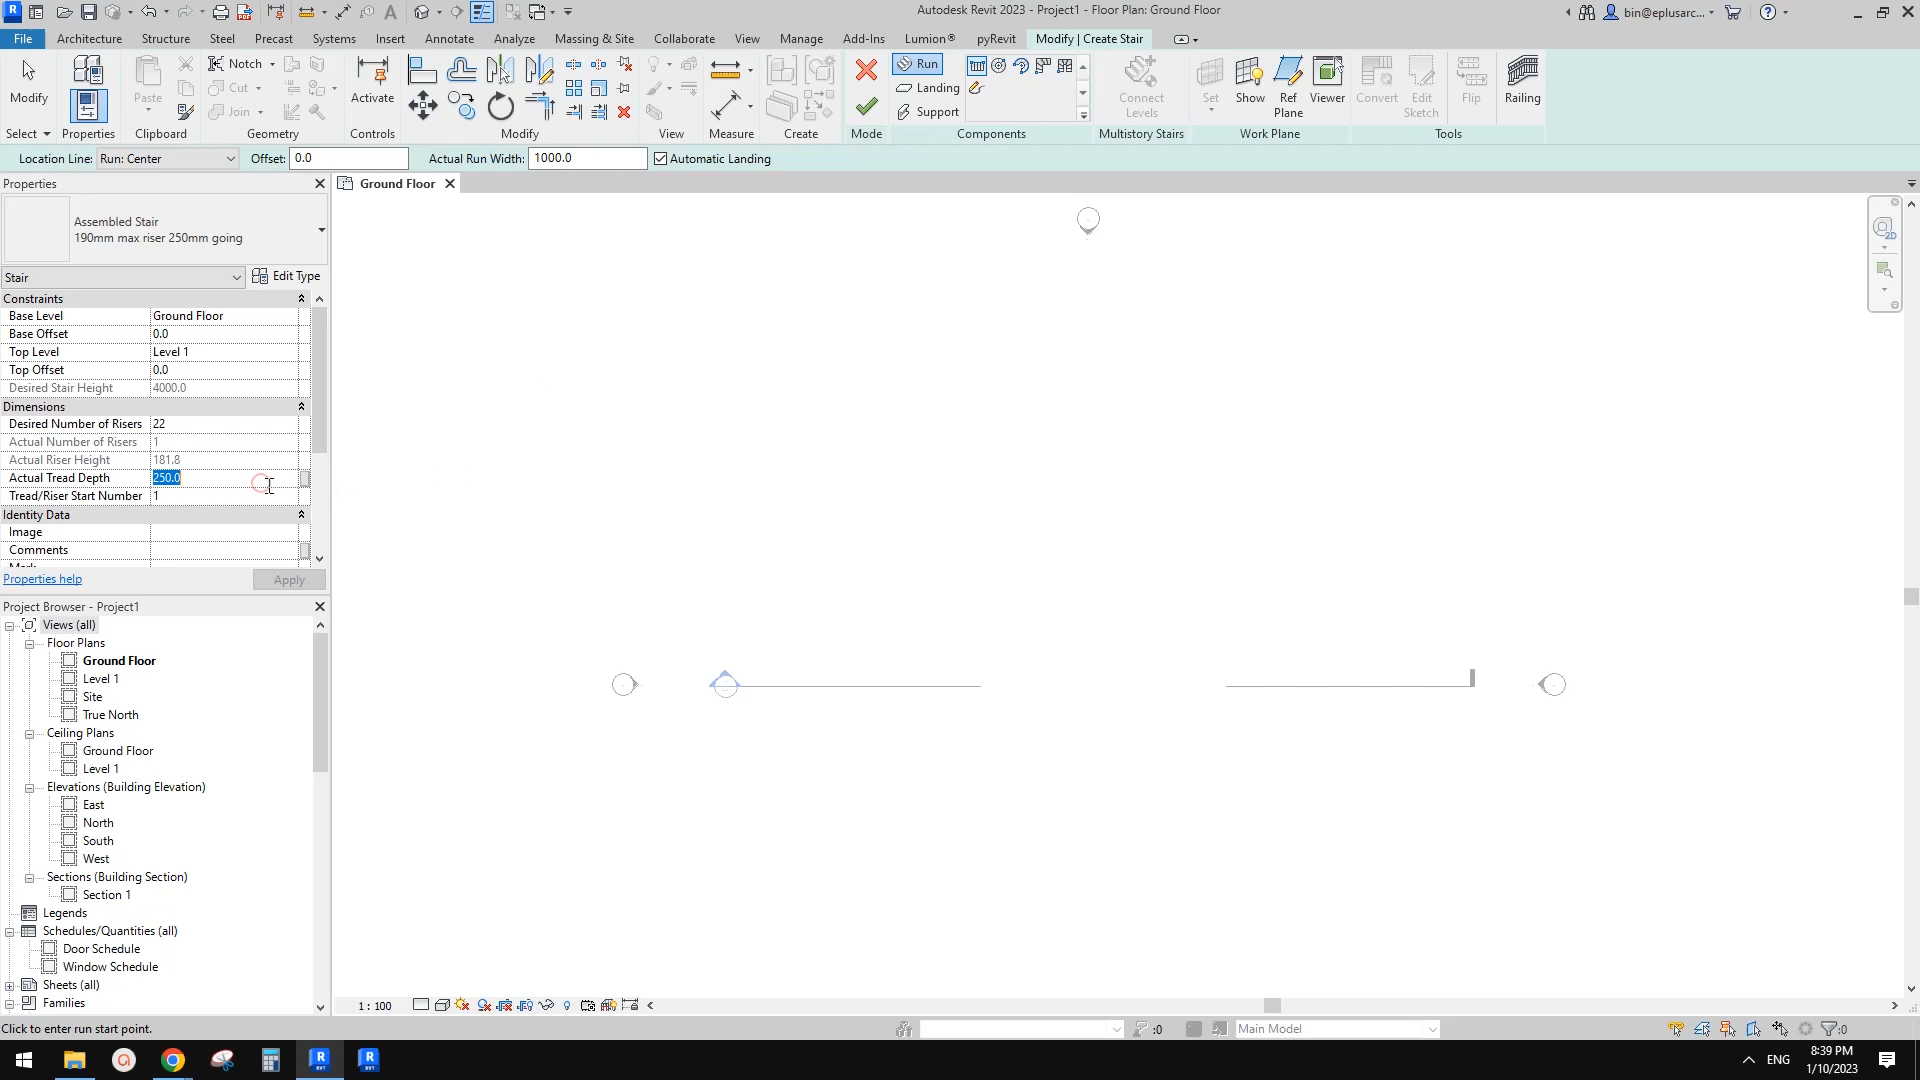 Autodesk Revit 2023 - Project1 - Floor Plan: Ground Floor
bin@eplusarc...
File Architecture Structure Steel Precast Systems Insert Annotate Analyze Massing & Site Collaborate View Manage Add-Ins Lumion® pyRevit Modify | Create Stair
Notch
Cut
Join
Modify
Paste
Activate
Run
Landing
Support
Connect
Levels
Set
Show
Ref
Plane
Viewer
Convert
Edit
Sketch
Flip
Railing
Select Properties Clipboard Geometry Controls Modify View Measure Create Mode Components Multistory Stairs Work Plane Tools
Location Line: Run: Center Offset: 0.0 Actual Run Width: 1000.0 Automatic Landing
Properties
Ground Floor
Assembled Stair
190mm max riser 250mm going
Stair Edit Type
Constraints
Base Level Ground Floor
Base Offset 0.0
Top Level Level 1
Top Offset 0.0
Desired Stair Height 4000.0
Dimensions
Desired Number of Risers 22
Actual Number of Risers 1
Actual Riser Height 181.8
Actual Tread Depth 250.0
Tread/Riser Start Number 1
Identity Data
Image
Comments
Properties help Apply
Project Browser - Project1
Views (all)
Floor Plans
Ground Floor
Level 1
Site
True North
Ceiling Plans
Ground Floor
Level 1
Elevations (Building Elevation)
East
North
South
West
Sections (Building Section)
Section 1
Legends
Schedules/Quantities (all)
Door Schedule
Window Schedule
Sheets (all)
Families
1 : 100
Click to enter run start point.
:0
Main Model
:0
ENG
8:39 PM
1/10/2023